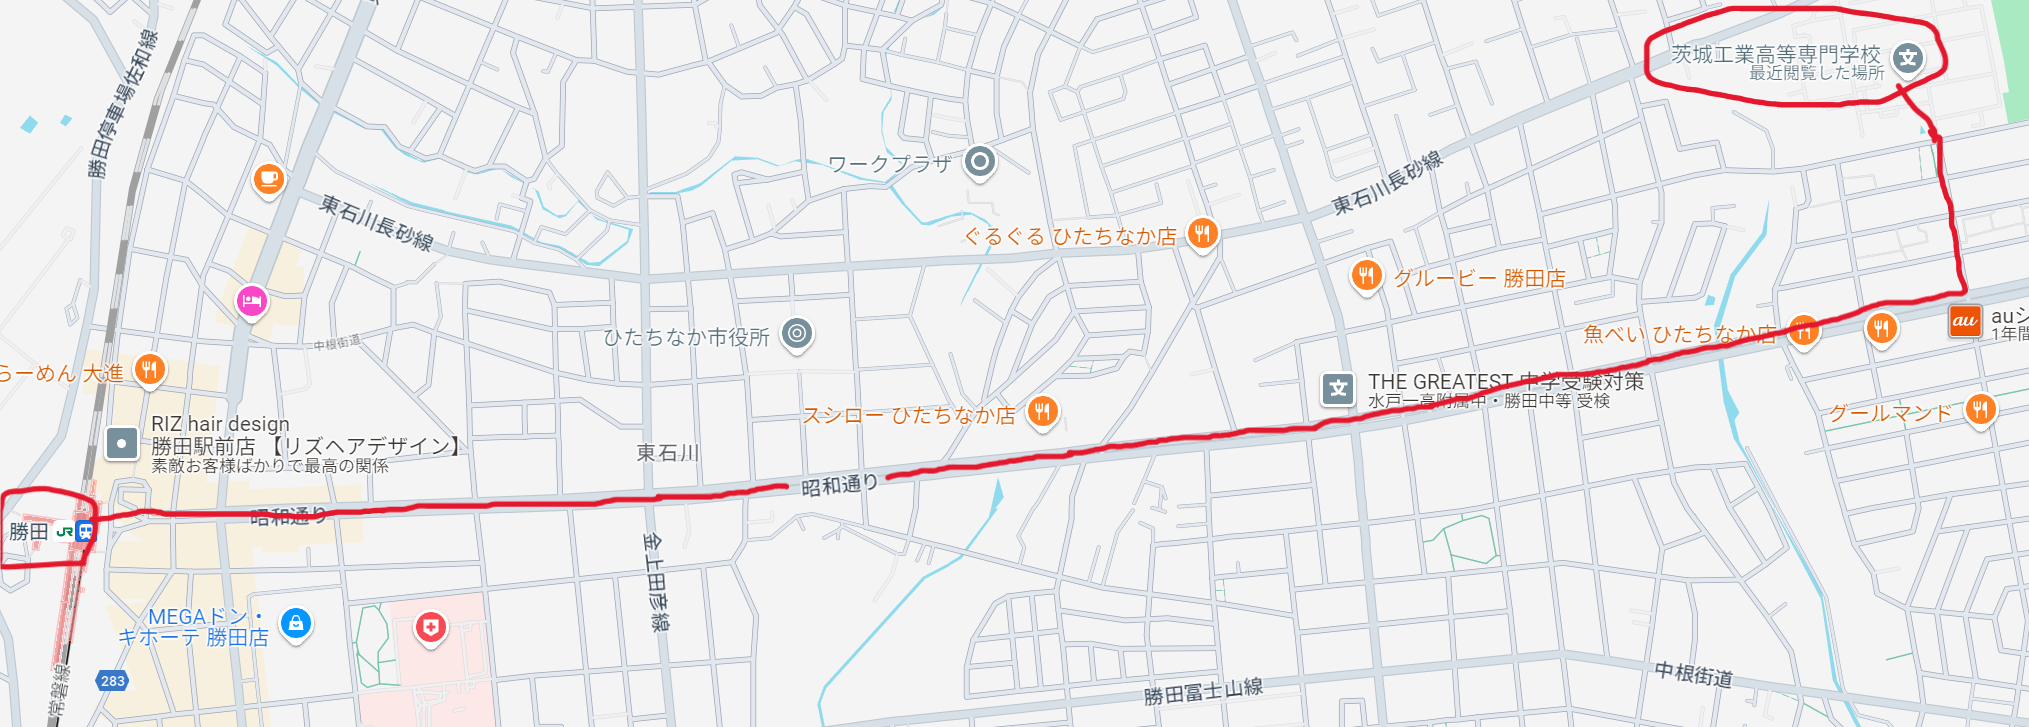 勝田停車場佐和線
茨城工業高等専門学校
最近閲覧した場所
ワークプラザ
東石川長砂線
東石川長砂線
ぐるぐる ひたちなか店
グルービー 勝田店
中根街道
ひたちなか市役所
魚べい ひたちなか店
au
auシ
1年間
らーめん 大進
THE GREATEST 中学受験対策
水戸一高附属中・勝田中等 受検
スシロー ひたちなか店
グールマンド
RIZ hair design
勝田駅前店【リズヘアデザイン】
素敵お客様ばかりで最高の関係
東石川
昭和通り
昭和通り
勝田
JR
金上田彦線
MEGAドン・
キホーテ 勝田店
283
常磐線
勝田富士山線
中根街道
文
文